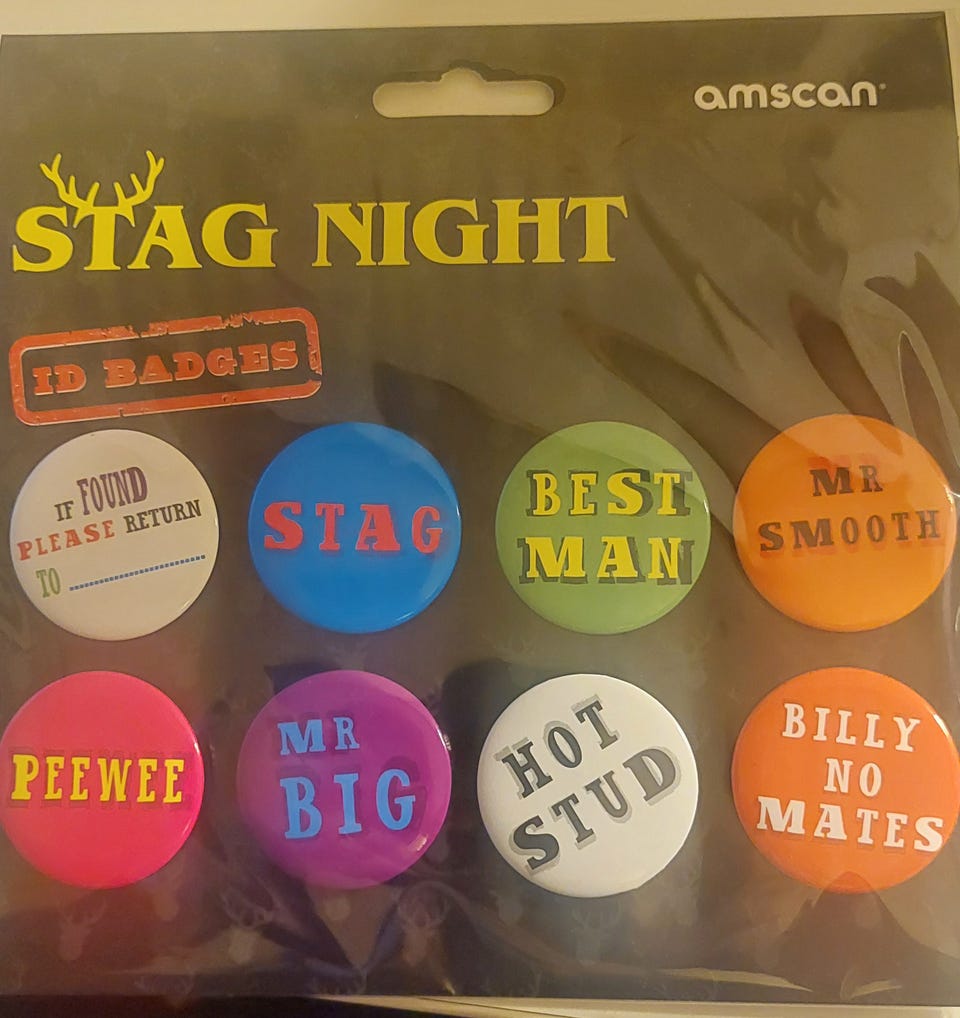 amscan
STAG NIGHT
ID BADGES
IF FOUND
PLEASE RETURN
TO
STAG
BEST
MAN
MR
SMOOTH
PEEWEE
MR
BIG
HOT
STUD
BILLY
NO
MATES